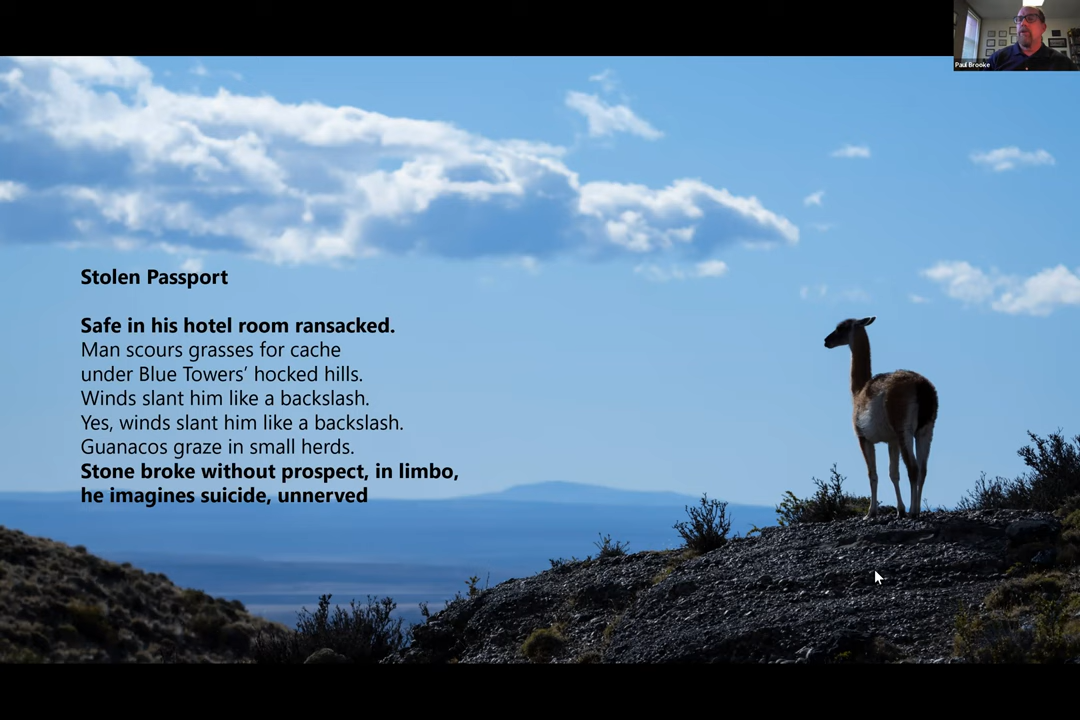 Paul Brooke
Stolen Passport
Safe in his hotel room ransacked.
Man scours grasses for cache
under Blue Towers’ hocked hills.
Winds slant him like a backslash.
Yes, winds slant him like a backslash.
Guanacos graze in small herds.
Stone broke without prospect, in limbo,
he imagines suicide, unnerved